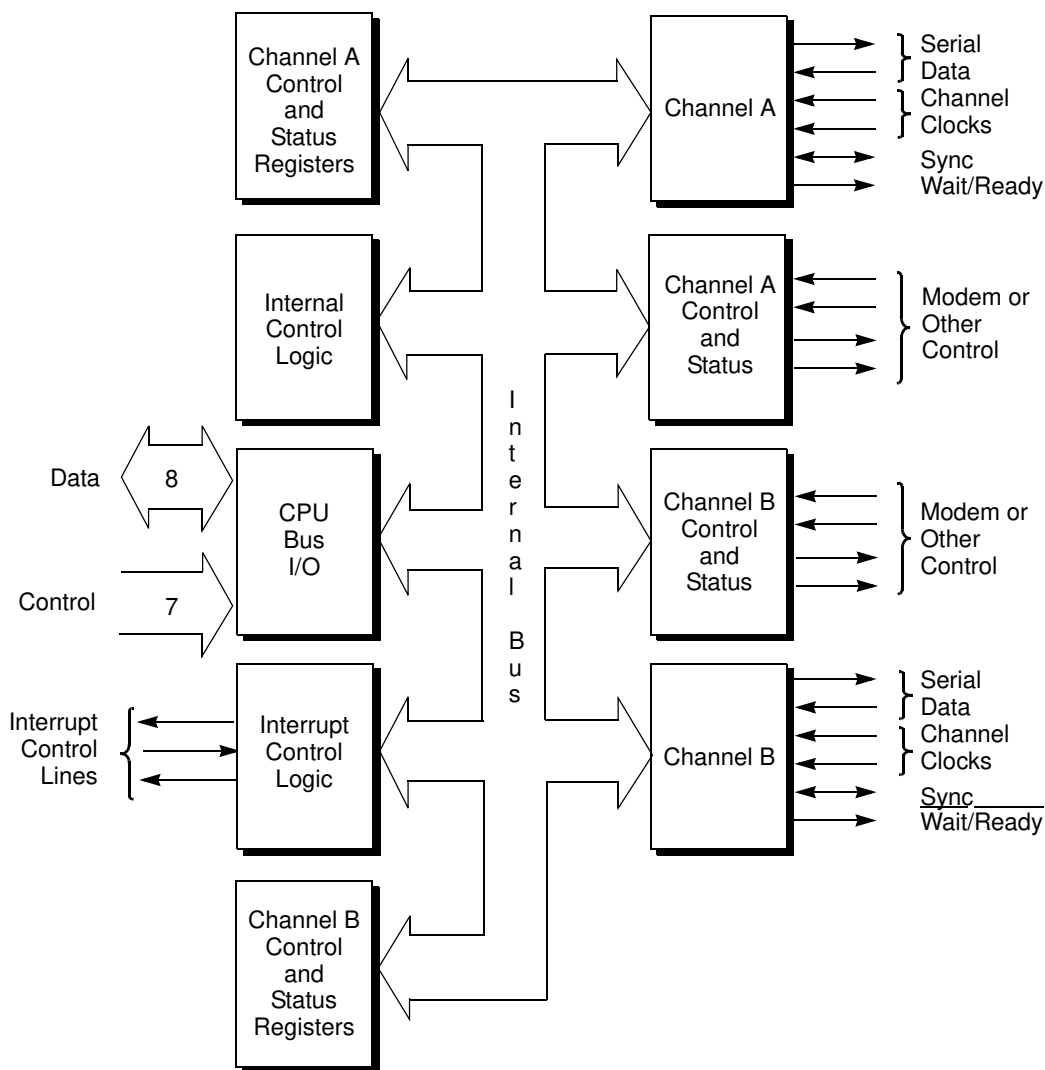 Channel A
Control
and
Status
Registers
Channel A
Serial
Data
Channel
Clocks
Sync
Wait/Ready
Internal
Control
Logic
Channel A
Control
and
Status
Modem or
Other
Control
Internal Bus
Data
8
Control
7
CPU
Bus
I/O
Channel B
Control
and
Status
Modem or
Other
Control
Interrupt
Control
Lines
Interrupt
Control
Logic
Channel B
Serial
Data
Channel
Clocks
Sync
Wait/Ready
Channel B
Control
and
Status
Registers